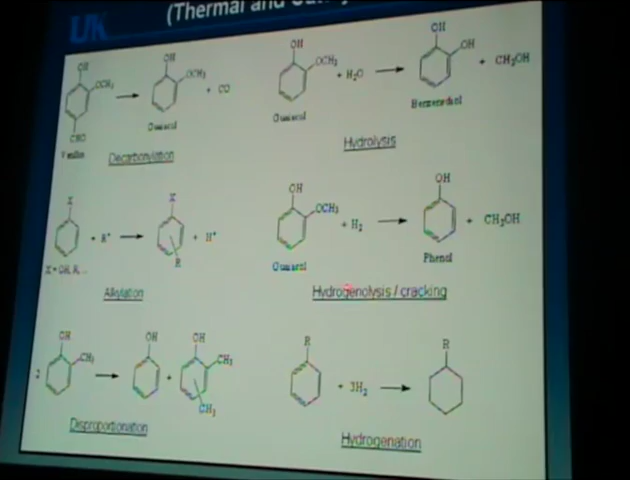 (Thermal and
UK
OH
OCH3
CHO
Vanillin
OH
OCH3
+ CO
Guaiacol
Decarbonylation
OH
OCH3
+ H2O
Guaiacol
OH
OH
+ CH3OH
Benzenediol
Hydrolysis
X
+ R+
X = OH, R, ...
X
R
+ H+
Alkylation
OH
OCH3
+ H2
Guaiacol
OH
+ CH3OH
Phenol
Hydrogenolysis / cracking
2
OH
CH3
OH
+
OH
CH3
CH3
Disproportionation
R
+ 3H2
R
Hydrogenation